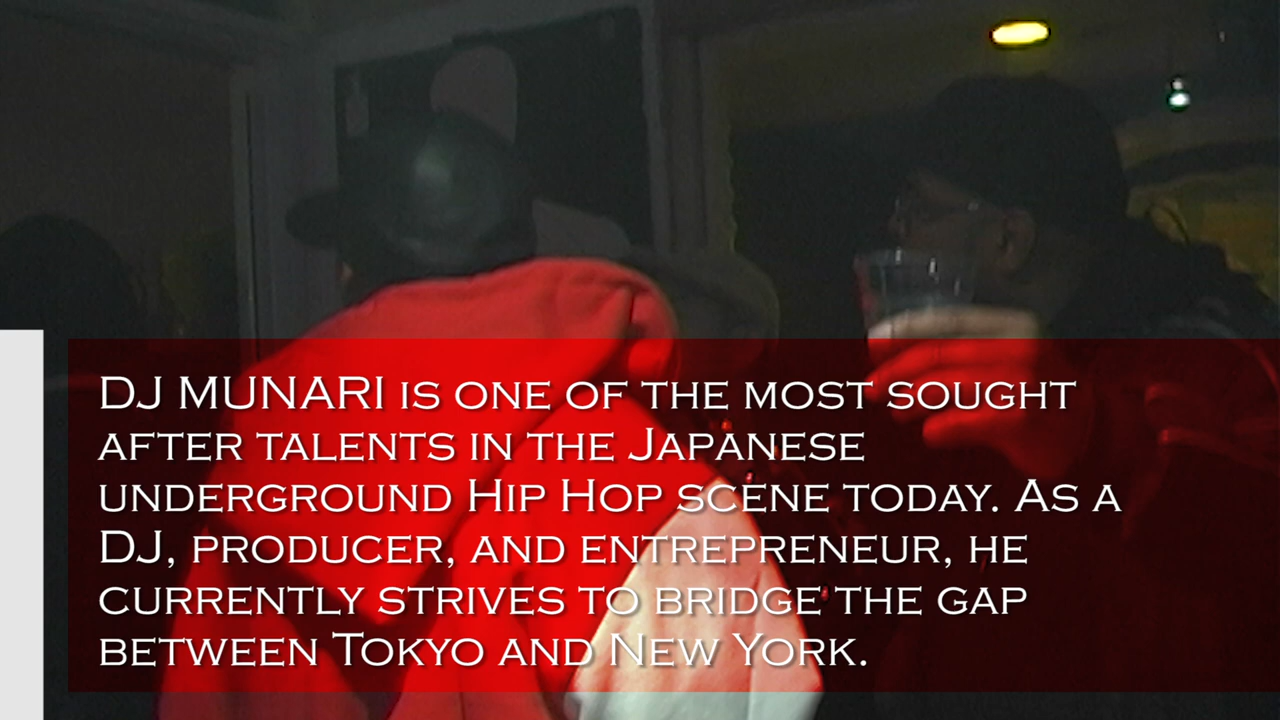 DJ MUNARI IS ONE OF THE MOST SOUGHT
AFTER TALENTS IN THE JAPANESE
UNDERGROUND HIP HOP SCENE TODAY. AS A
DJ, PRODUCER, AND ENTREPRENEUR, HE
CURRENTLY STRIVES TO BRIDGE THE GAP
BETWEEN TOKYO AND NEW YORK.